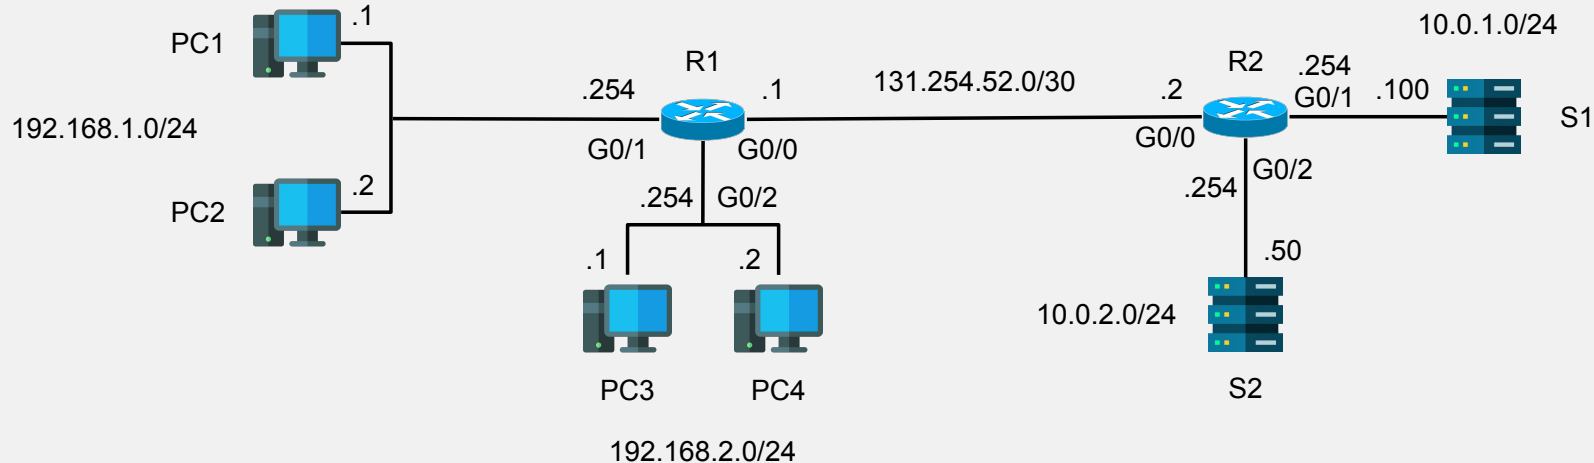 .1
10.0.1.0/24
PC1
R1
R2
.254
131.254.52.0/30
.254
.1
.2
G0/1
.100
S1
192.168.1.0/24
G0/1
G0/0
G0/0
G0/2
.2
.254
G0/2
.254
PC2
.50
.1
.2
10.0.2.0/24
PC3
PC4
S2
192.168.2.0/24